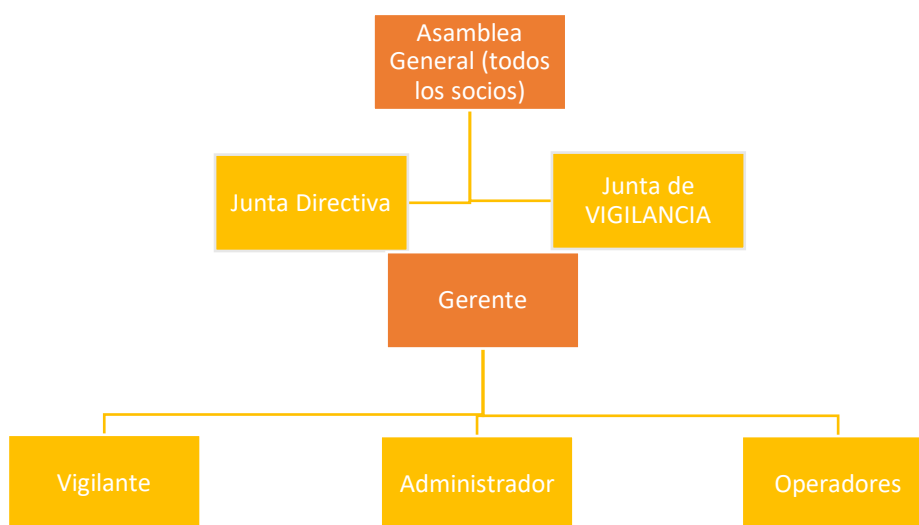 Asamblea
General (todos
los socios)
Junta Directiva
Junta de
VIGILANCIA
Gerente
Vigilante
Administrador
Operadores